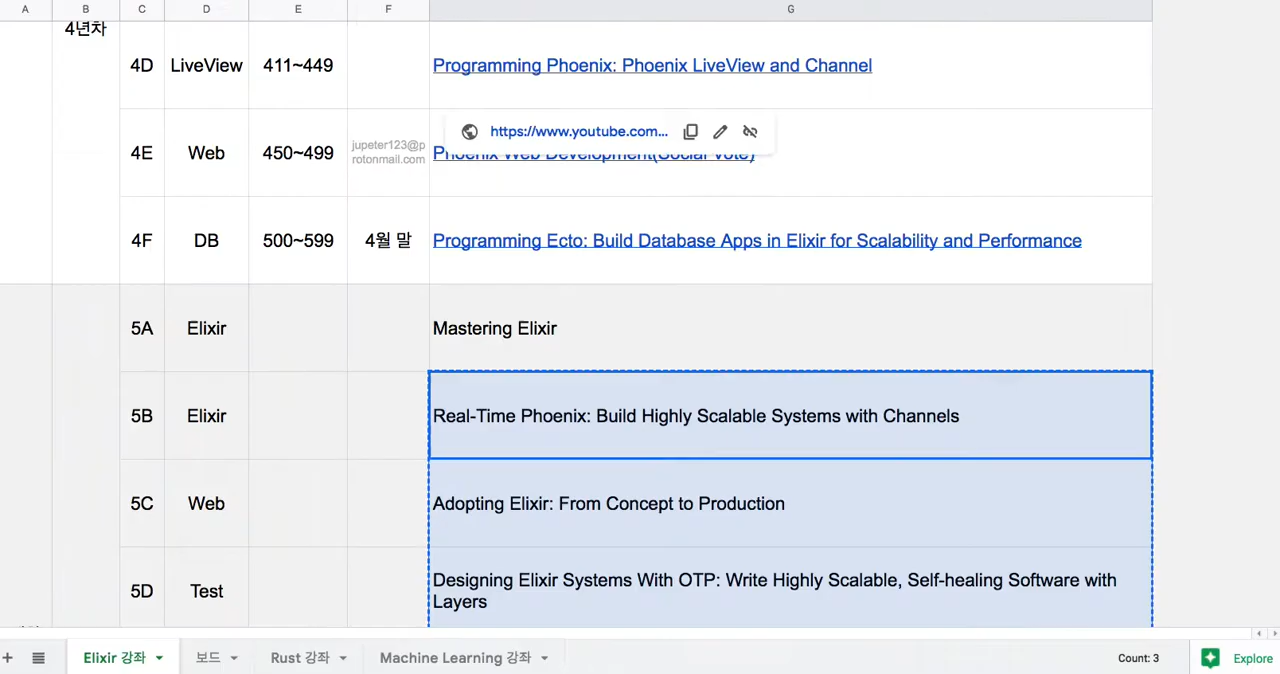 A B C D E F G
4년차
4D LiveView 411~449 Programming Phoenix: Phoenix LiveView and Channel
https://www.youtube.com...
4E Web 450~499 jupeter123@p
rotonmail.com Phoenix Web Development(Social Vote)
4F DB 500~599 4월 말 Programming Ecto: Build Database Apps in Elixir for Scalability and Performance
5A Elixir Mastering Elixir
5B Elixir Real-Time Phoenix: Build Highly Scalable Systems with Channels
5C Web Adopting Elixir: From Concept to Production
5D Test Designing Elixir Systems With OTP: Write Highly Scalable, Self-healing Software with
Layers
Elixir 강좌 보드 Rust 강좌 Machine Learning 강좌 Count: 3 Explore